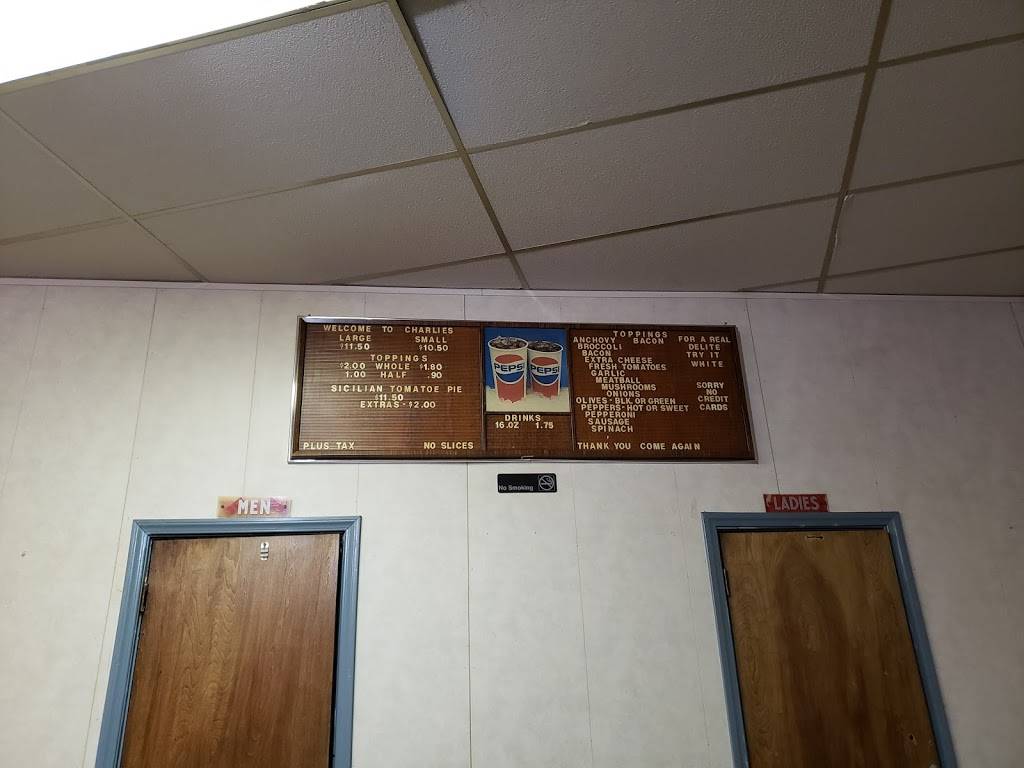 WELCOME TO CHARLIES
LARGE SMALL
$11.50 $10.50
TOPPINGS
$2.00 WHOLE $1.80
1.00 HALF .90
SICILIAN TOMATOE PIE
$11.50
EXTRAS - $2.00
PLUS TAX NO SLICES
PEPSI PEPSI
DRINKS
16.OZ 1.75
TOPPINGS
ANCHOVY BACON
BROCCOLI
BACON
EXTRA CHEESE
FRESH TOMATOES
GARLIC
MEATBALL
MUSHROOMS
ONIONS
OLIVES - BLK. OR GREEN
PEPPERS - HOT OR SWEET
PEPPERONI
SAUSAGE
SPINACH
THANK YOU COME AGAIN
FOR A REAL
DELITE
TRY IT
WHITE
SORRY
NO
CREDIT
CARDS
No Smoking
MEN
LADIES